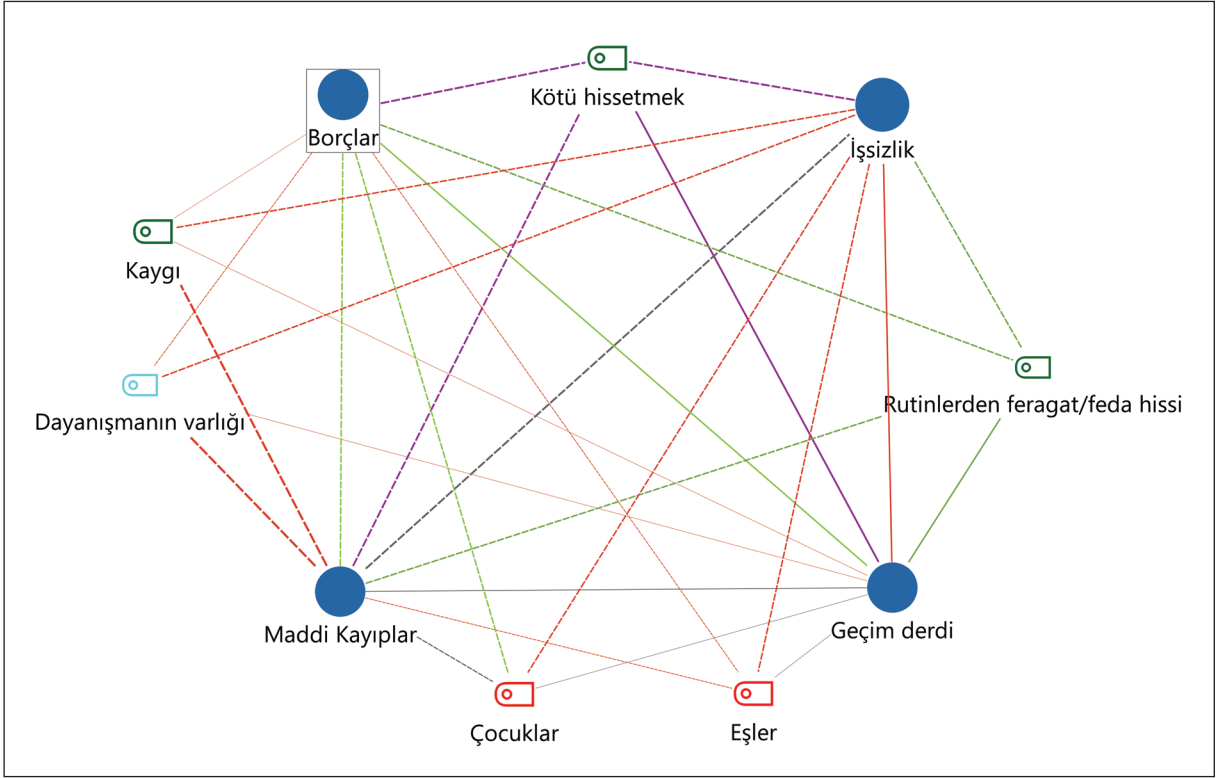 Kötü hissetmek
Borçlar
İşsizlik
Kaygı
Rutinlerden feragat/feda hissi
Dayanışmanın varlığı
Maddi Kayıplar
Geçim derdi
Çocuklar
Eşler